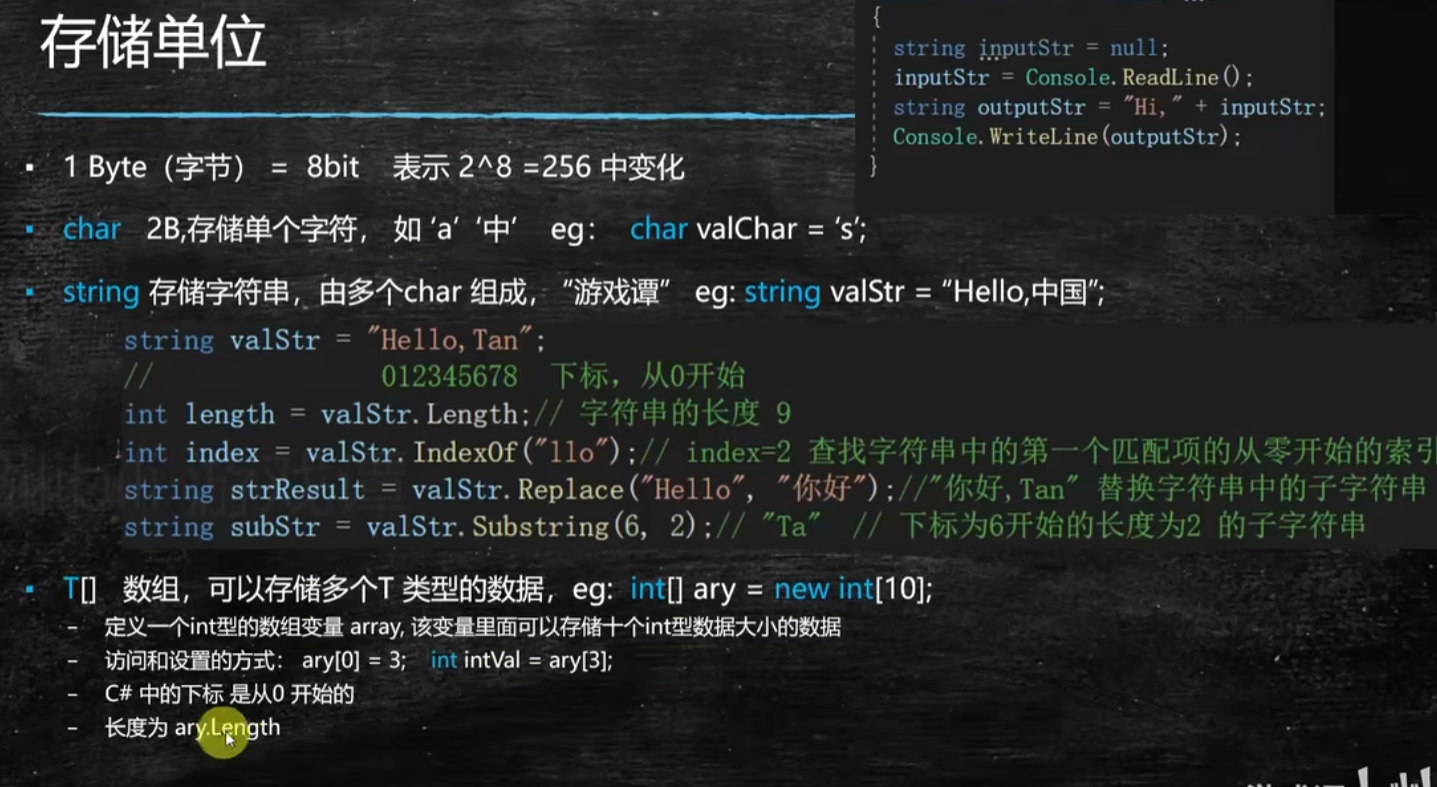 存储单位
{
string inputStr = null;
inputStr = Console.ReadLine();
string outputStr = "Hi," + inputStr;
Console.WriteLine(outputStr);
}
▪ 1 Byte（字节） = 8bit 表示 2^8 =256 中变化
▪ char 2B,存储单个字符， 如 ‘a’ ‘中’ eg： char valChar = ‘s’;
▪ string 存储字符串，由多个char 组成，“游戏谭” eg: string valStr = “Hello,中国”;
string valStr = "Hello,Tan";
// 012345678 下标，从0开始
int length = valStr.Length;// 字符串的长度 9
int index = valStr.IndexOf("llo");// index=2 查找字符串中的第一个匹配项的从零开始的索引
string strResult = valStr.Replace("Hello", "你好");//"你好,Tan" 替换字符串中的子字符串
string subStr = valStr.Substring(6, 2);// "Ta" // 下标为6开始的长度为2 的子字符串
▪ T[] 数组，可以存储多个T 类型的数据，eg: int[] ary = new int[10];
– 定义一个int型的数组变量 array, 该变量里面可以存储十个int型数据大小的数据
– 访问和设置的方式： ary[0] = 3; int intVal = ary[3];
– C# 中的下标 是从0 开始的
– 长度为 ary.Length